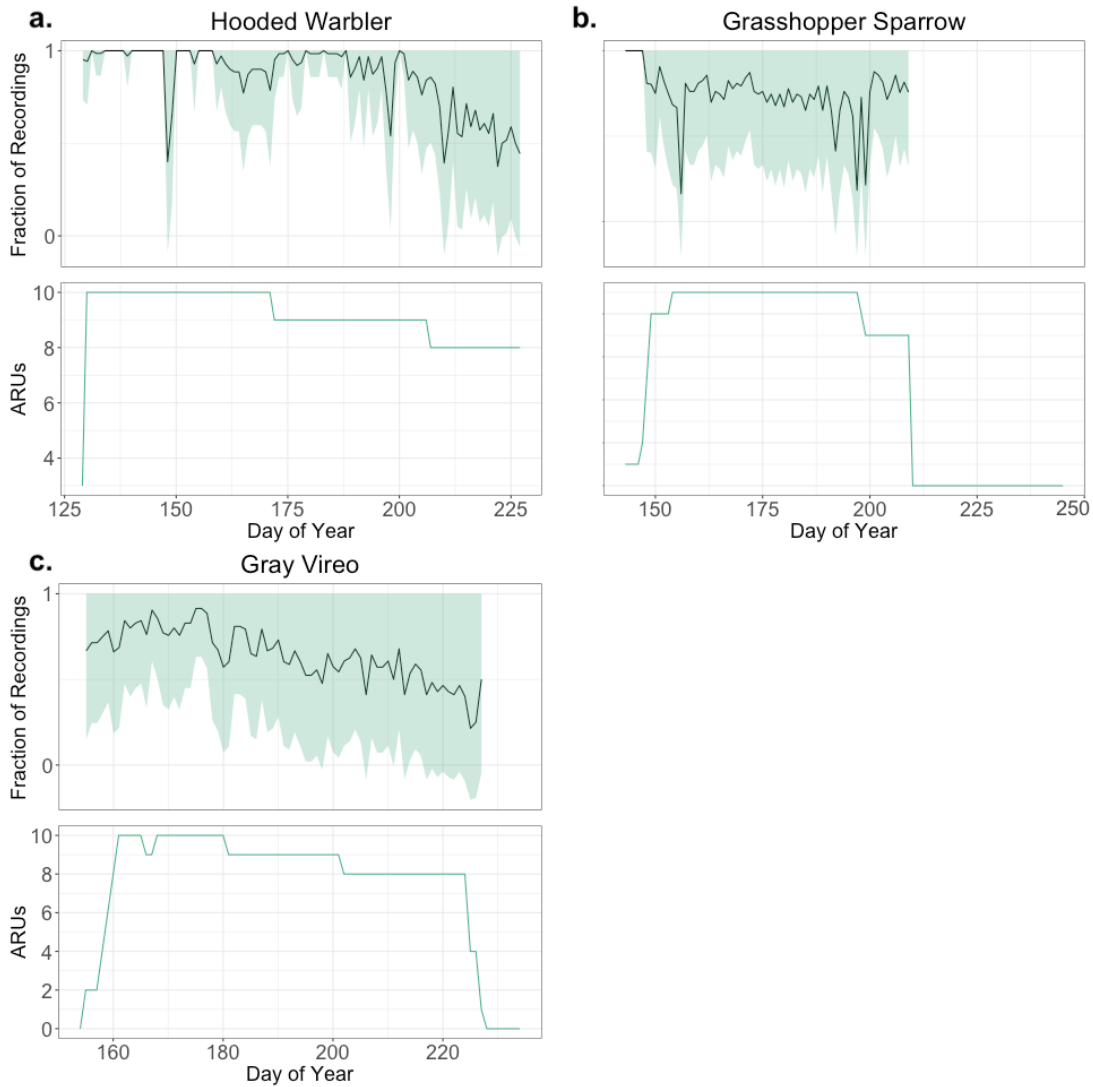 a.
Hooded Warbler
b.
Grasshopper Sparrow
Fraction of Recordings
1
0
ARUs
10
8
6
4
125 150 175 200 225
Day of Year
150 175 200 225 250
Day of Year
c.
Gray Vireo
Fraction of Recordings
1
0
ARUs
10
8
6
4
2
0
160 180 200 220
Day of Year